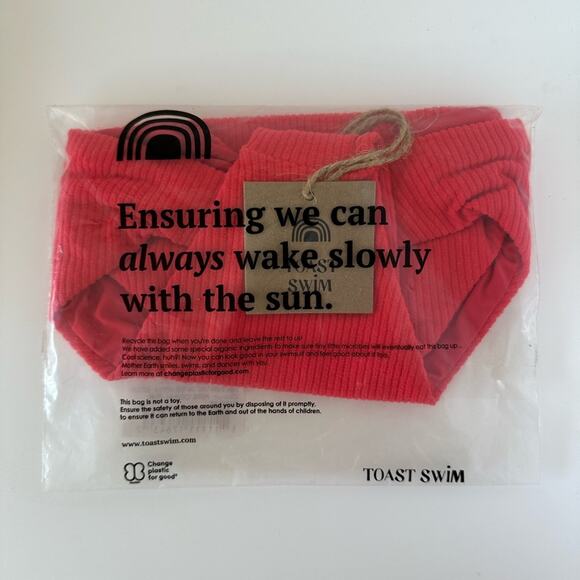 Ensuring we can
always wake slowly
with the sun.
TOAST
SWiM
Recycle this bag when you're done and leave the rest to us!
We have added some special organic ingredients to make sure tiny little microbes will eventually eat this bag up...
Cool science, huh?! Now you can look good in your swimsuit and feel good about it too.
Mother Earth smiles, swims, and dances with you.
Learn more at changeplasticforgood.com
This bag is not a toy.
Ensure the safety of those around you by disposing of it promptly,
to ensure it can return to the Earth and out of the hands of children.
www.toastswim.com
Change
plastic
for good®
TOAST SWiM